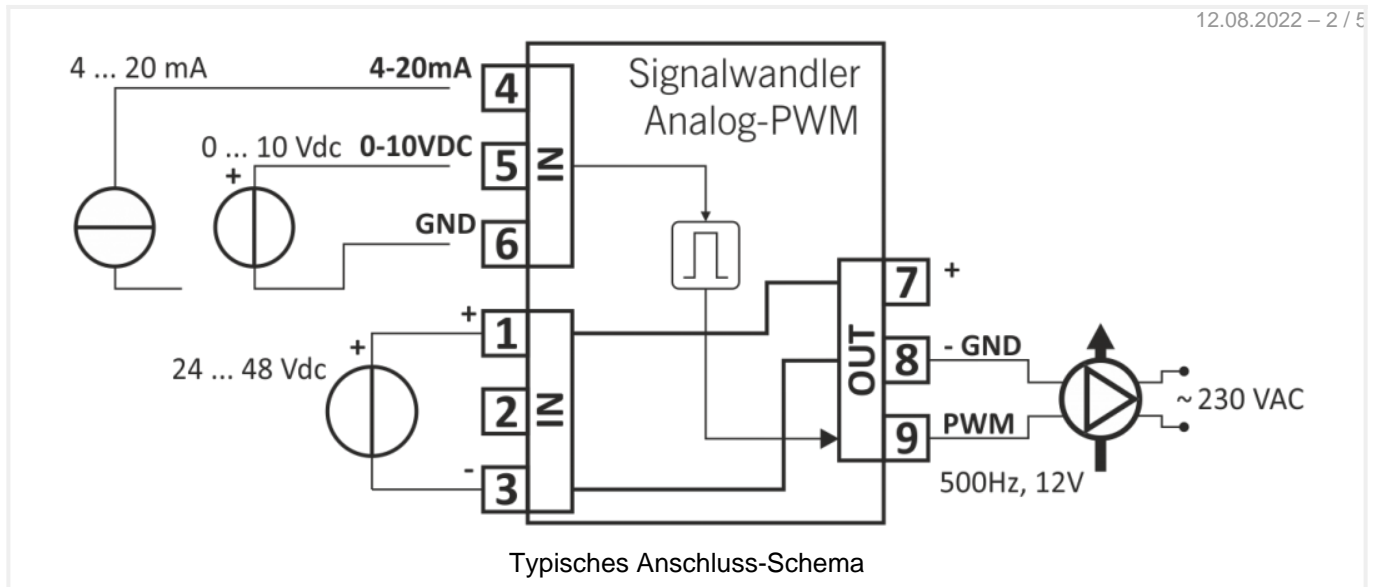 12.08.2022 – 2 / 5
4 ... 20 mA
4-20mA
4
Signalwandler
Analog-PWM
0 ... 10 Vdc
0-10VDC
5
IN
+
GND
6
7
+
+
1
+
24 ... 48 Vdc
2
IN
OUT
8
- GND
~ 230 VAC
9
PWM
-
3
500Hz, 12V
Typisches Anschluss-Schema